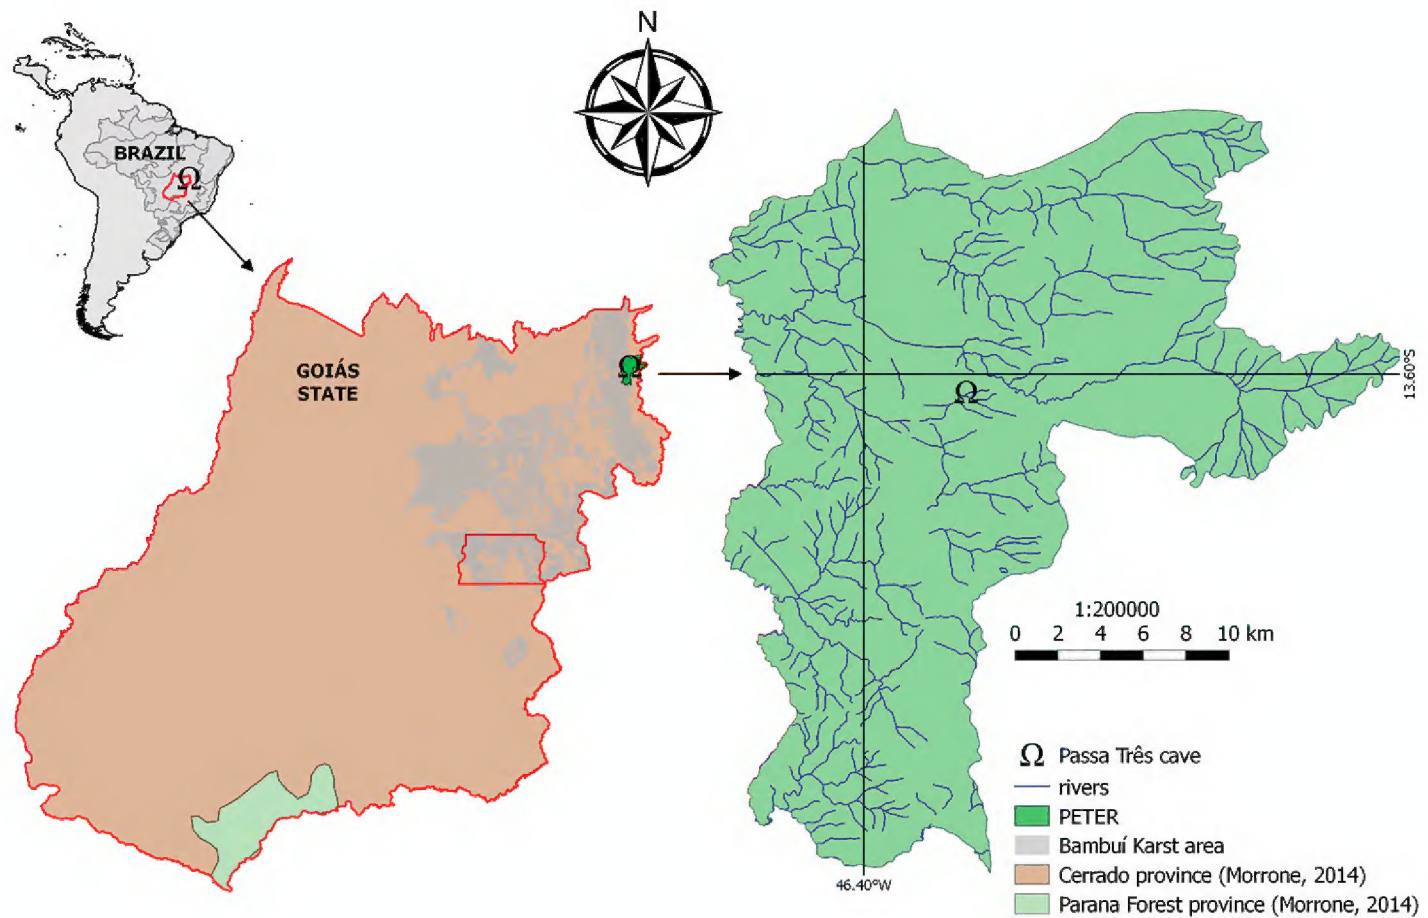 N
BRAZIL
Ω
GOIÁS
STATE
Ω
Ω
13.60°S
1:200000
0 2 4 6 8 10 km
46.40°W
Ω Passa Três cave
rivers
PETER
Bambuí Karst area
Cerrado province (Morrone, 2014)
Parana Forest province (Morrone, 2014)